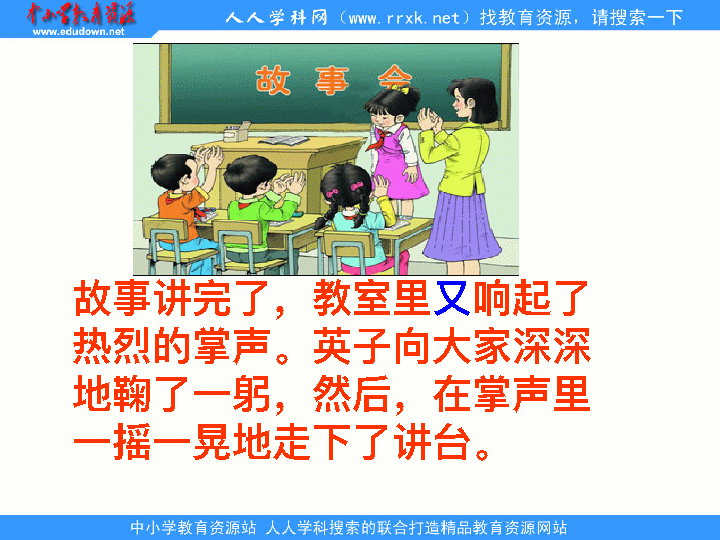 中小学教育资源
www.edudown.net
人人学科网（www.rrxk.net）找教育资源，请搜索一下
故事会
故事讲完了，教室里又响起了
热烈的掌声。英子向大家深深
地鞠了一躬，然后，在掌声里
一摇一晃地走下了讲台。
中小学教育资源站 人人学科搜索的联合打造精品教育资源网站